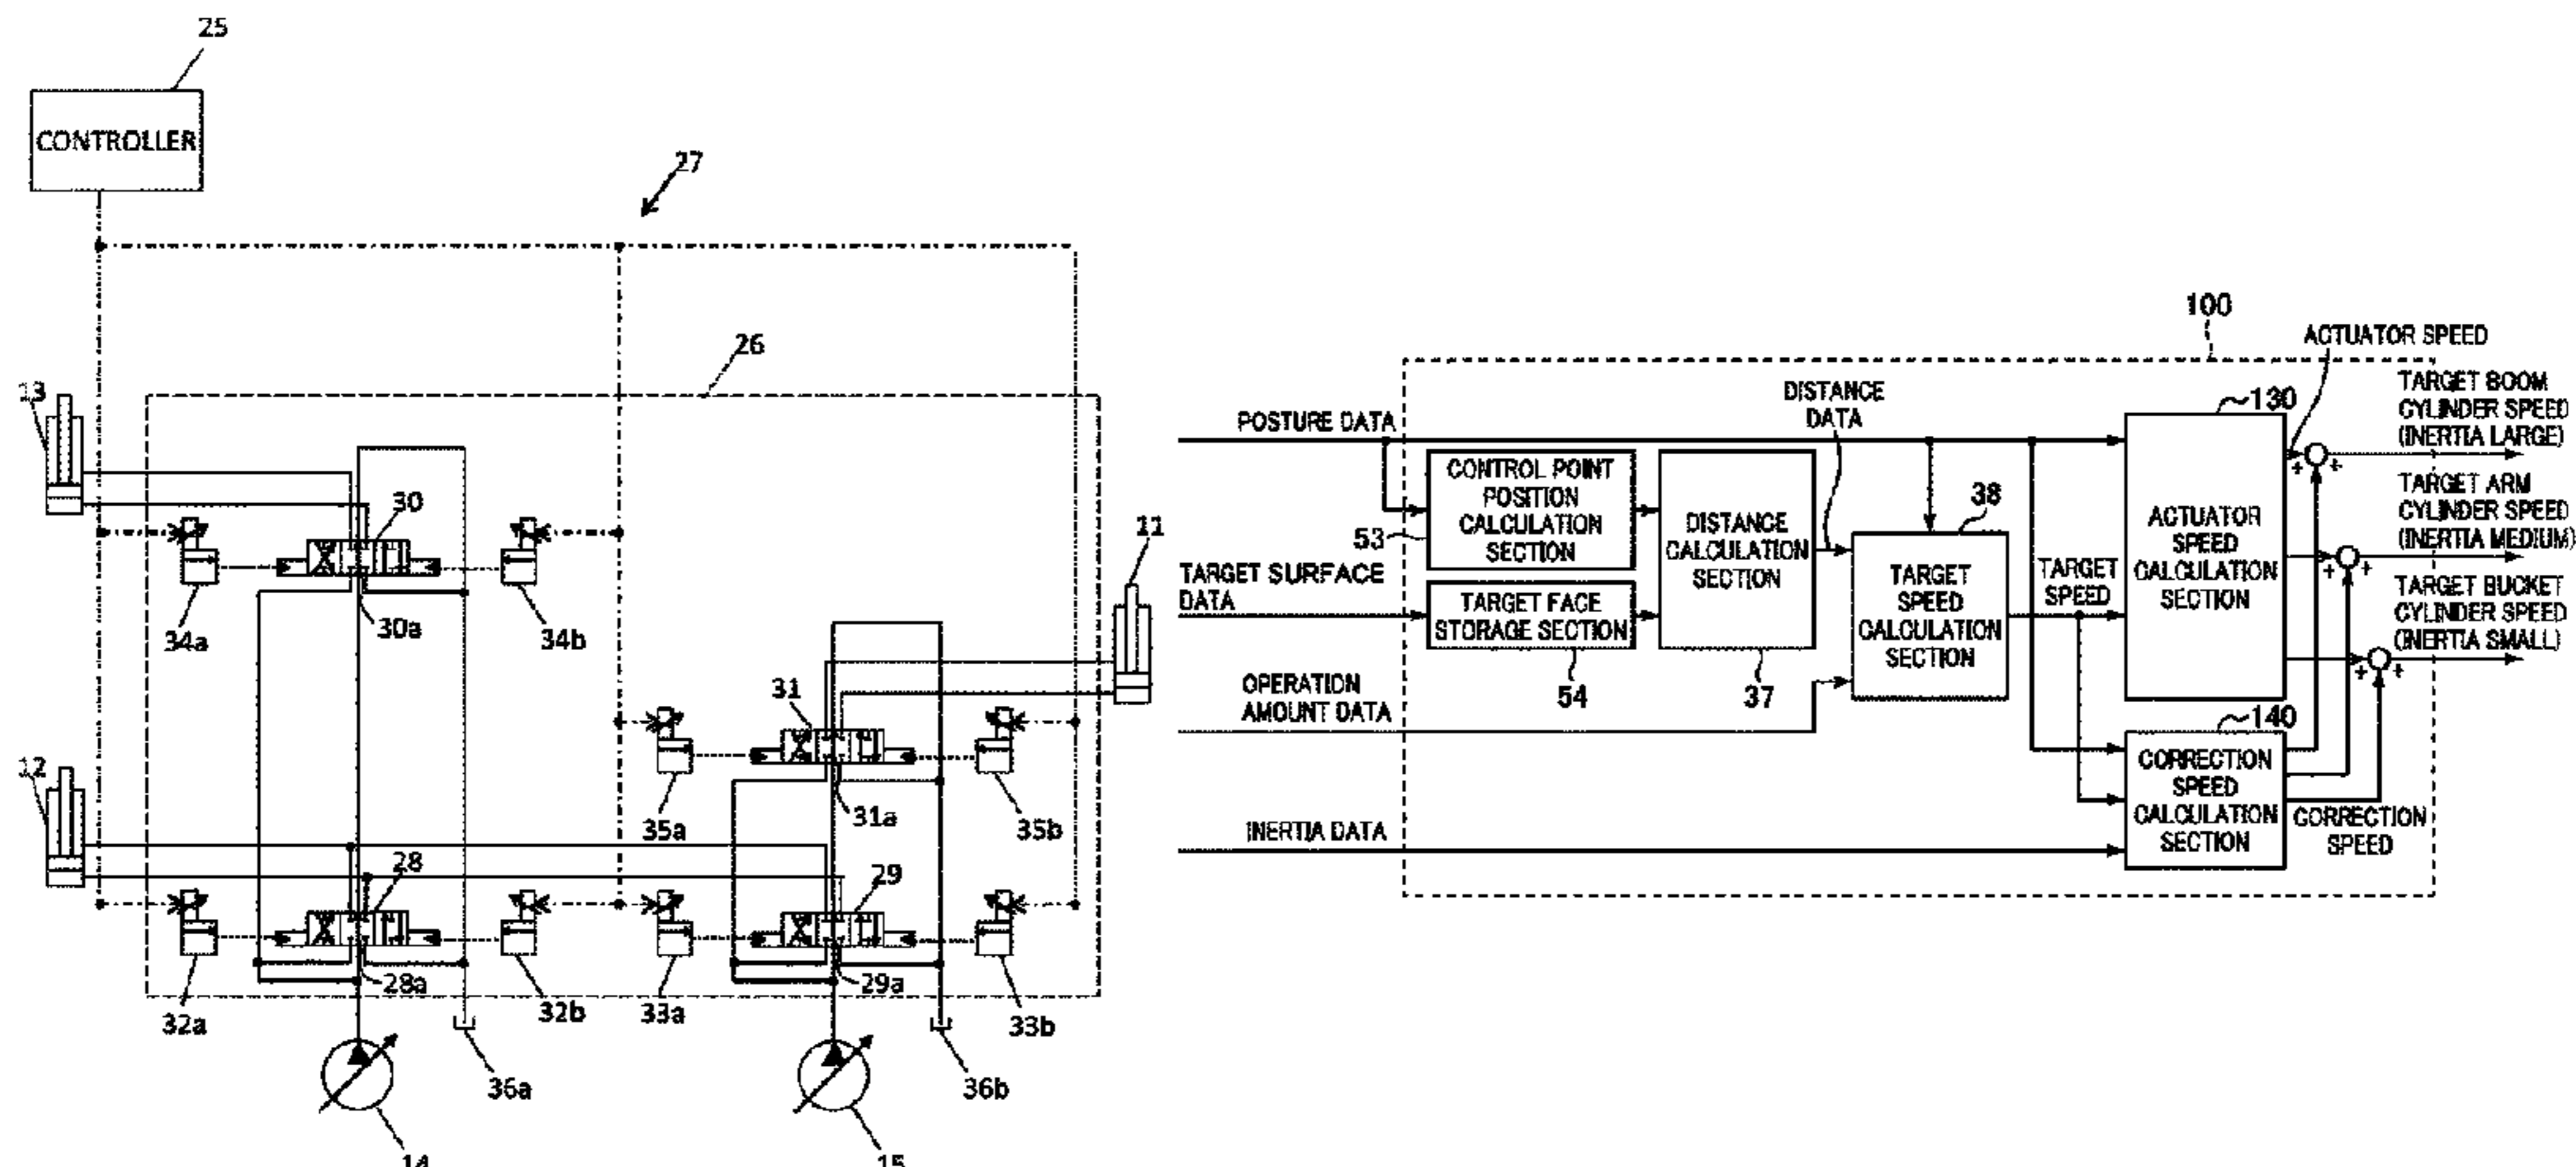 25
CONTROLLER
27
26
13
30
34a
30a
34b
11
31
35a
31a
35b
12
28
29
32a
28a
32b
33a
29a
33b
36a
36b
14
15
100
ACTUATOR SPEED
POSTURE DATA
DISTANCE
DATA
130
TARGET BOOM
CYLINDER SPEED
(INERTIA LARGE)
CONTROL POINT
POSITION
CALCULATION
SECTION
53
DISTANCE
CALCULATION
SECTION
37
38
TARGET
SPEED
CALCULATION
SECTION
TARGET
SPEED
ACTUATOR
SPEED
CALCULATION
SECTION
+
+
TARGET ARM
CYLINDER SPEED
(INERTIA MEDIUM)
+
+
TARGET SURFACE
DATA
TARGET FACE
STORAGE SECTION
54
TARGET BUCKET
CYLINDER SPEED
(INERTIA SMALL)
+
+
OPERATION
AMOUNT DATA
140
CORRECTION
SPEED
CALCULATION
SECTION
CORRECTION
SPEED
INERTIA DATA